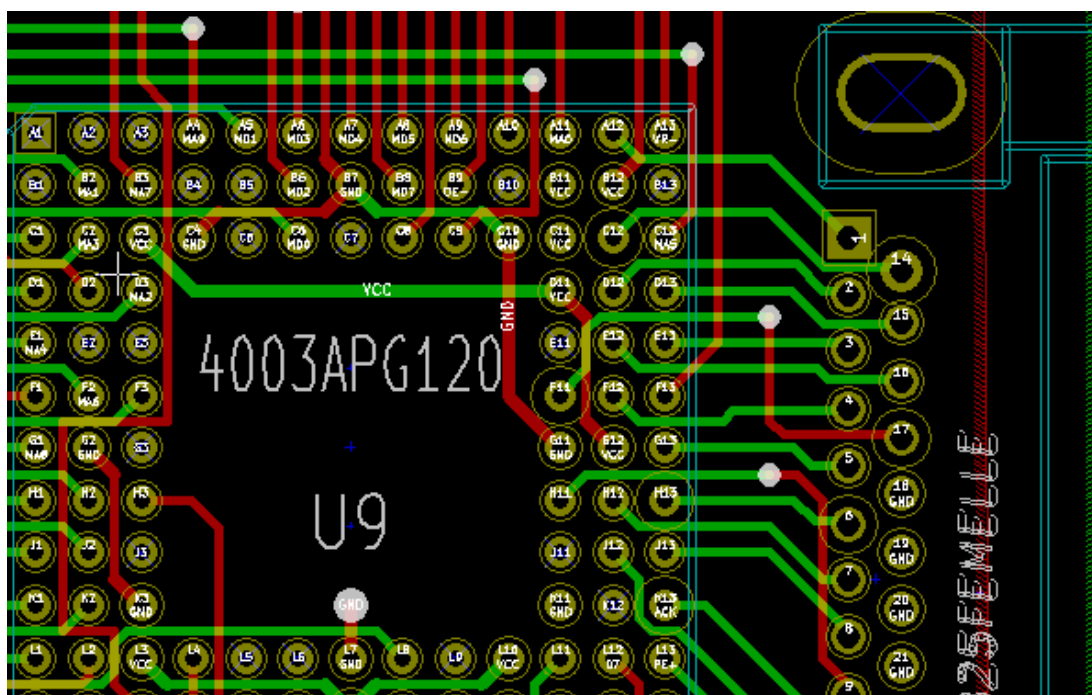 A1 A2 A3 A4 A5 A6 A7 A8 A9 A10 A11 A12 A13
MD1 MD3 MD4 MD5 MD6 WR-
B1 B2 B3 B4 B5 B6 B7 B8 B9 B10 B11 B12 B13
MA1 MA7 MD2 GND MD7 OE- VCC VCC
C1 C2 C3 C4 C6 C7 C8 C9 C10 C11 C12 C13
MA3 VCC GND MD0 GND VCC MA5
14
1
D1 D2 D3 D11 D12 D13
MA2 VCC
VCC
2
GND
15
E1 E2 E3 E11 E12 E13
MA4
3
4003APG120
16
F1 F2 F3 F11 F12 F13
MA6
4
17
G1 G2 G3 G11 G12 G13
GND GND VCC
5
18
GND
H1 H2 H3 H11 H12 H13
6
U9
19
GND
J1 J2 J3 J11 J12 J13
7
20
GND
K1 K2 K3 K11 K12 K13
GND GND ACK
GND
8
L1 L2 L3 L4 L5 L6 L7 L8 L9 L10 L11 L12 L13
VCC GND VCC D7 PE+
21
GND
9